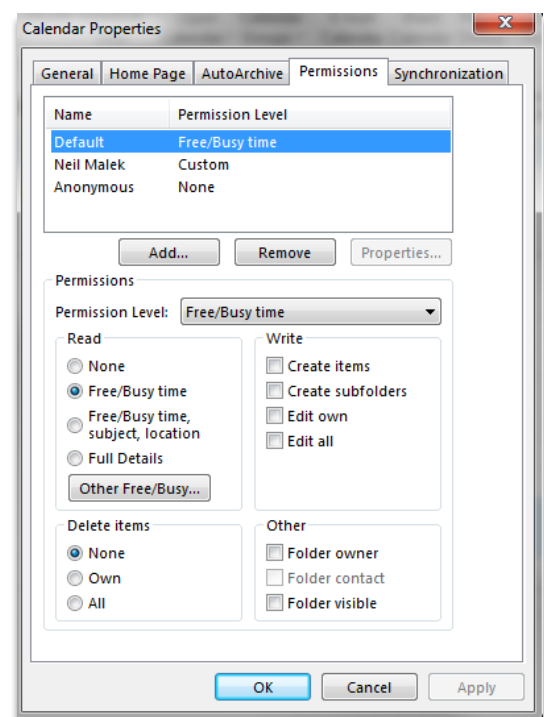 Calendar Properties
General Home Page AutoArchive Permissions Synchronization
Name Permission Level
Default Free/Busy time
Neil Malek Custom
Anonymous None
Add... Remove Properties...
Permissions
Permission Level: Free/Busy time
Read
None
Free/Busy time
Free/Busy time,
subject, location
Full Details
Other Free/Busy...
Write
Create items
Create subfolders
Edit own
Edit all
Delete items
None
Own
All
Other
Folder owner
Folder contact
Folder visible
OK Cancel Apply